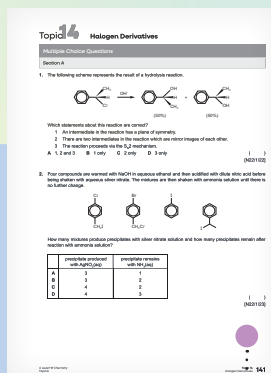 Topic 14 Halogen Derivatives
Multiple Choice Questions
Section A
1. The following scheme represents the result of a hydrolysis reaction.
CH₃ OH CH₃
H OH⁻ H + H
Cl CH₃ OH
(50%) (50%)
Which statements about this reaction are correct?
1 An intermediate in the reaction has a plane of symmetry.
2 There are two intermediates in the reaction which are mirror images of each other.
3 The reaction proceeds via the Sₙ2 mechanism.
A 1, 2 and 3 B 1 only C 2 only D 3 only ( )
(N22/1/22)
2. Four compounds are warmed with NaOH in aqueous ethanol and then acidified with dilute nitric acid before
being shaken with aqueous silver nitrate. The mixtures are then shaken with ammonia solution until there is
no further change.
Cl Br I
CH₂I CH₂Cl I
How many mixtures produce precipitates with silver nitrate solution and how many precipitates remain after
reaction with ammonia solution?
precipitate produced precipitate remains
with AgNO₃(aq) with NH₃(aq)
A 3 1
B 3 2
C 4 2
D 4 3
( )
(N22/1/23)
141